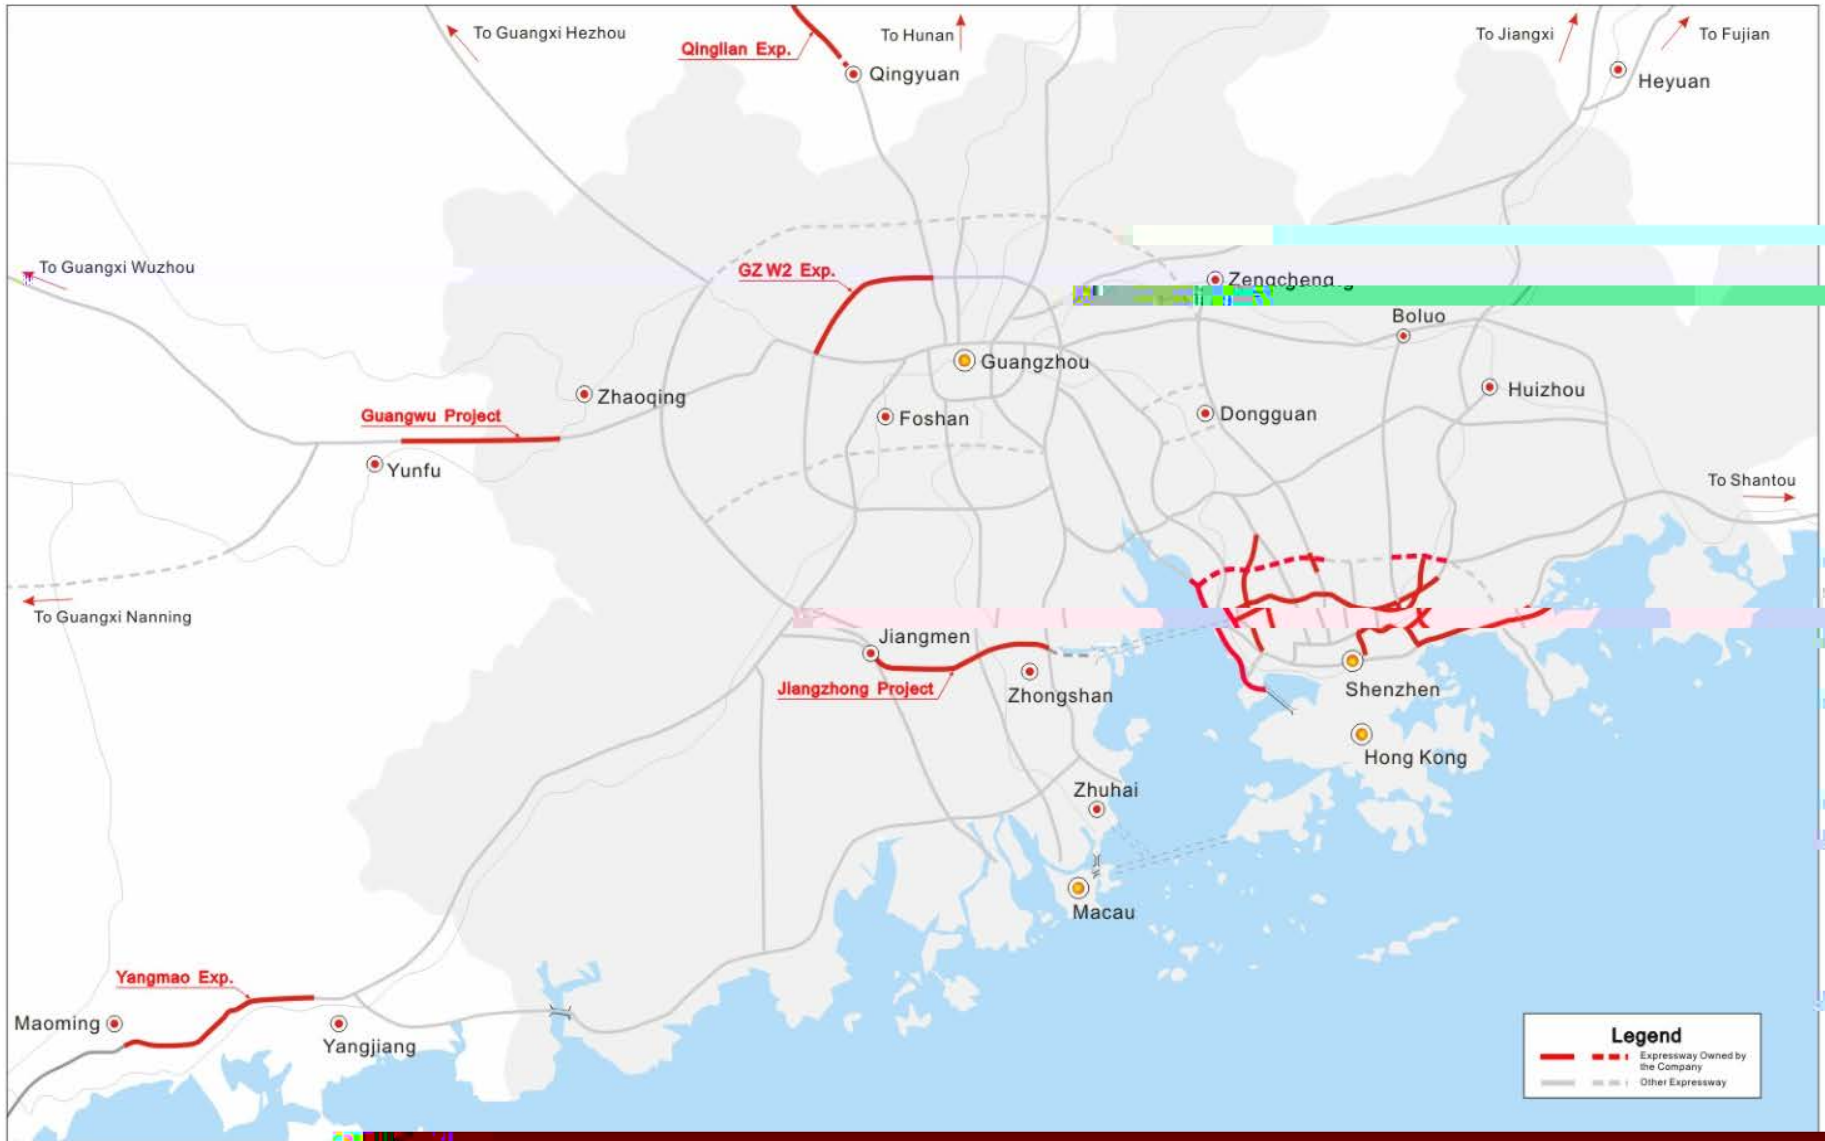 To Guangxi Hezhou
Qinglian Exp.
To Hunan
To Jiangxi
To Fujian
Qingyuan
Heyuan
To Guangxi Wuzhou
GZ W2 Exp.
Zengcheng
Boluo
Guangzhou
Zhaoqing
Huizhou
Guangwu Project
Foshan
Dongguan
Yunfu
To Shantou
To Guangxi Nanning
Jiangmen
Jiangzhong Project
Zhongshan
Shenzhen
Hong Kong
Zhuhai
Macau
Yangmao Exp.
Maoming
Yangjiang
Legend
Expressway Owned by
the Company
Other Expressway